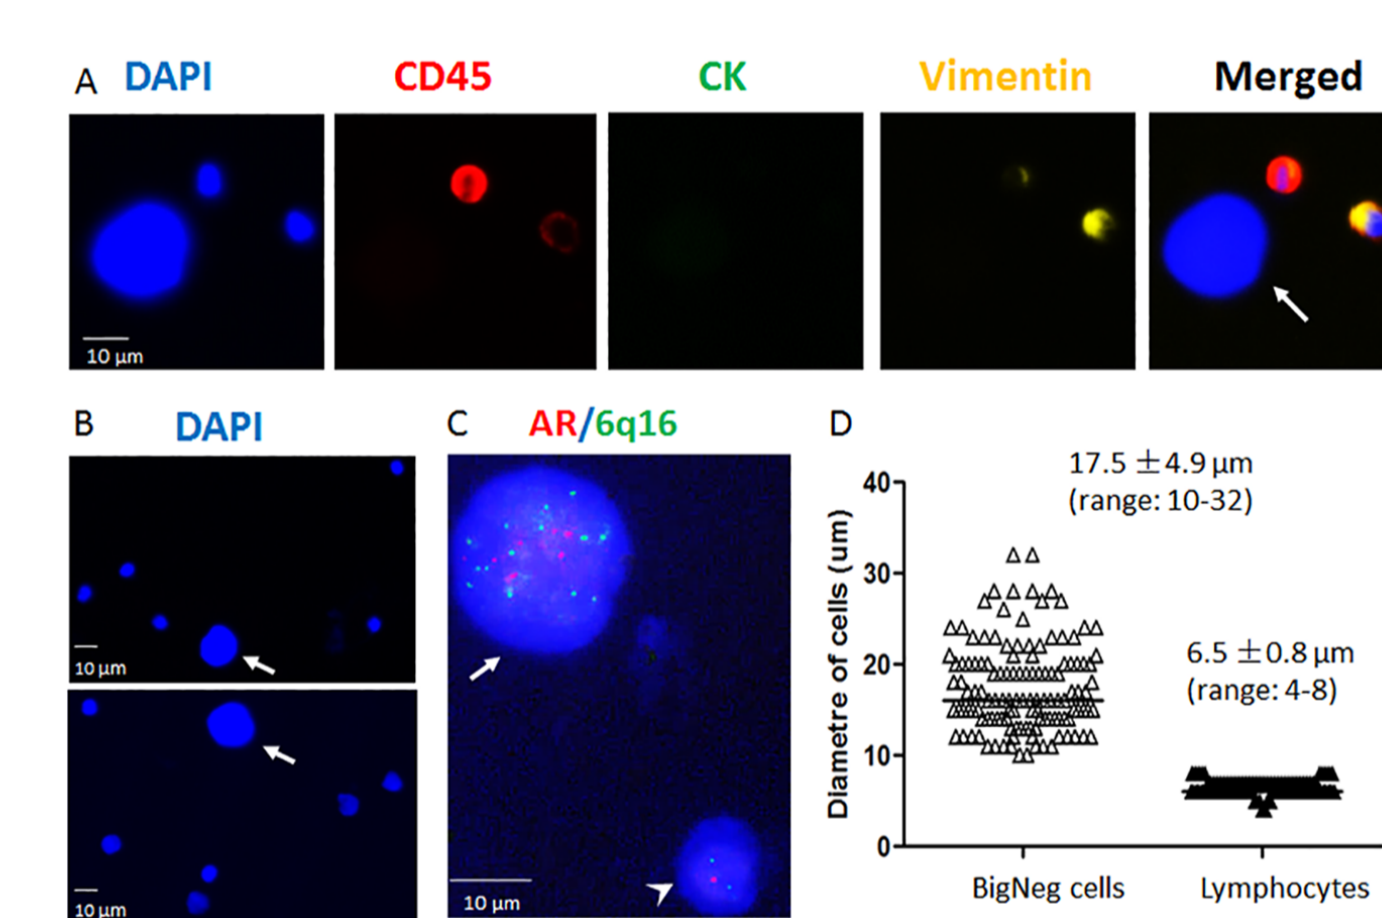 A DAPI CD45 CK Vimentin Merged
10 µm
B DAPI
10 µm
10 µm
C AR/6q16
10 µm
D
17.5 ±4.9 µm
(range: 10-32)
6.5 ±0.8 µm
(range: 4-8)
Diametre of cells (um)
40
30
20
10
0
BigNeg cells Lymphocytes